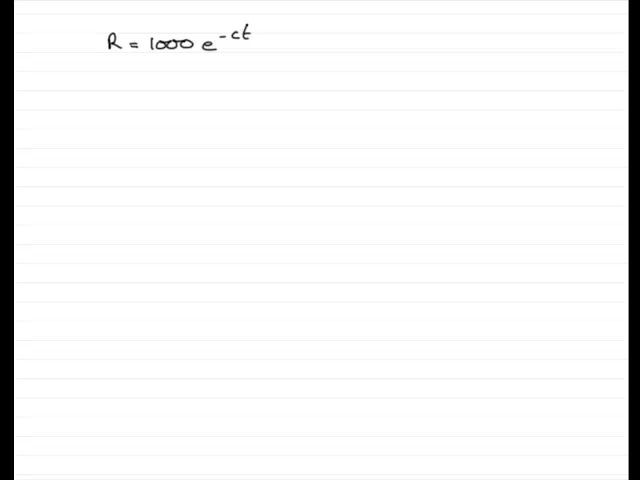 R = 1000 e^{-ct}